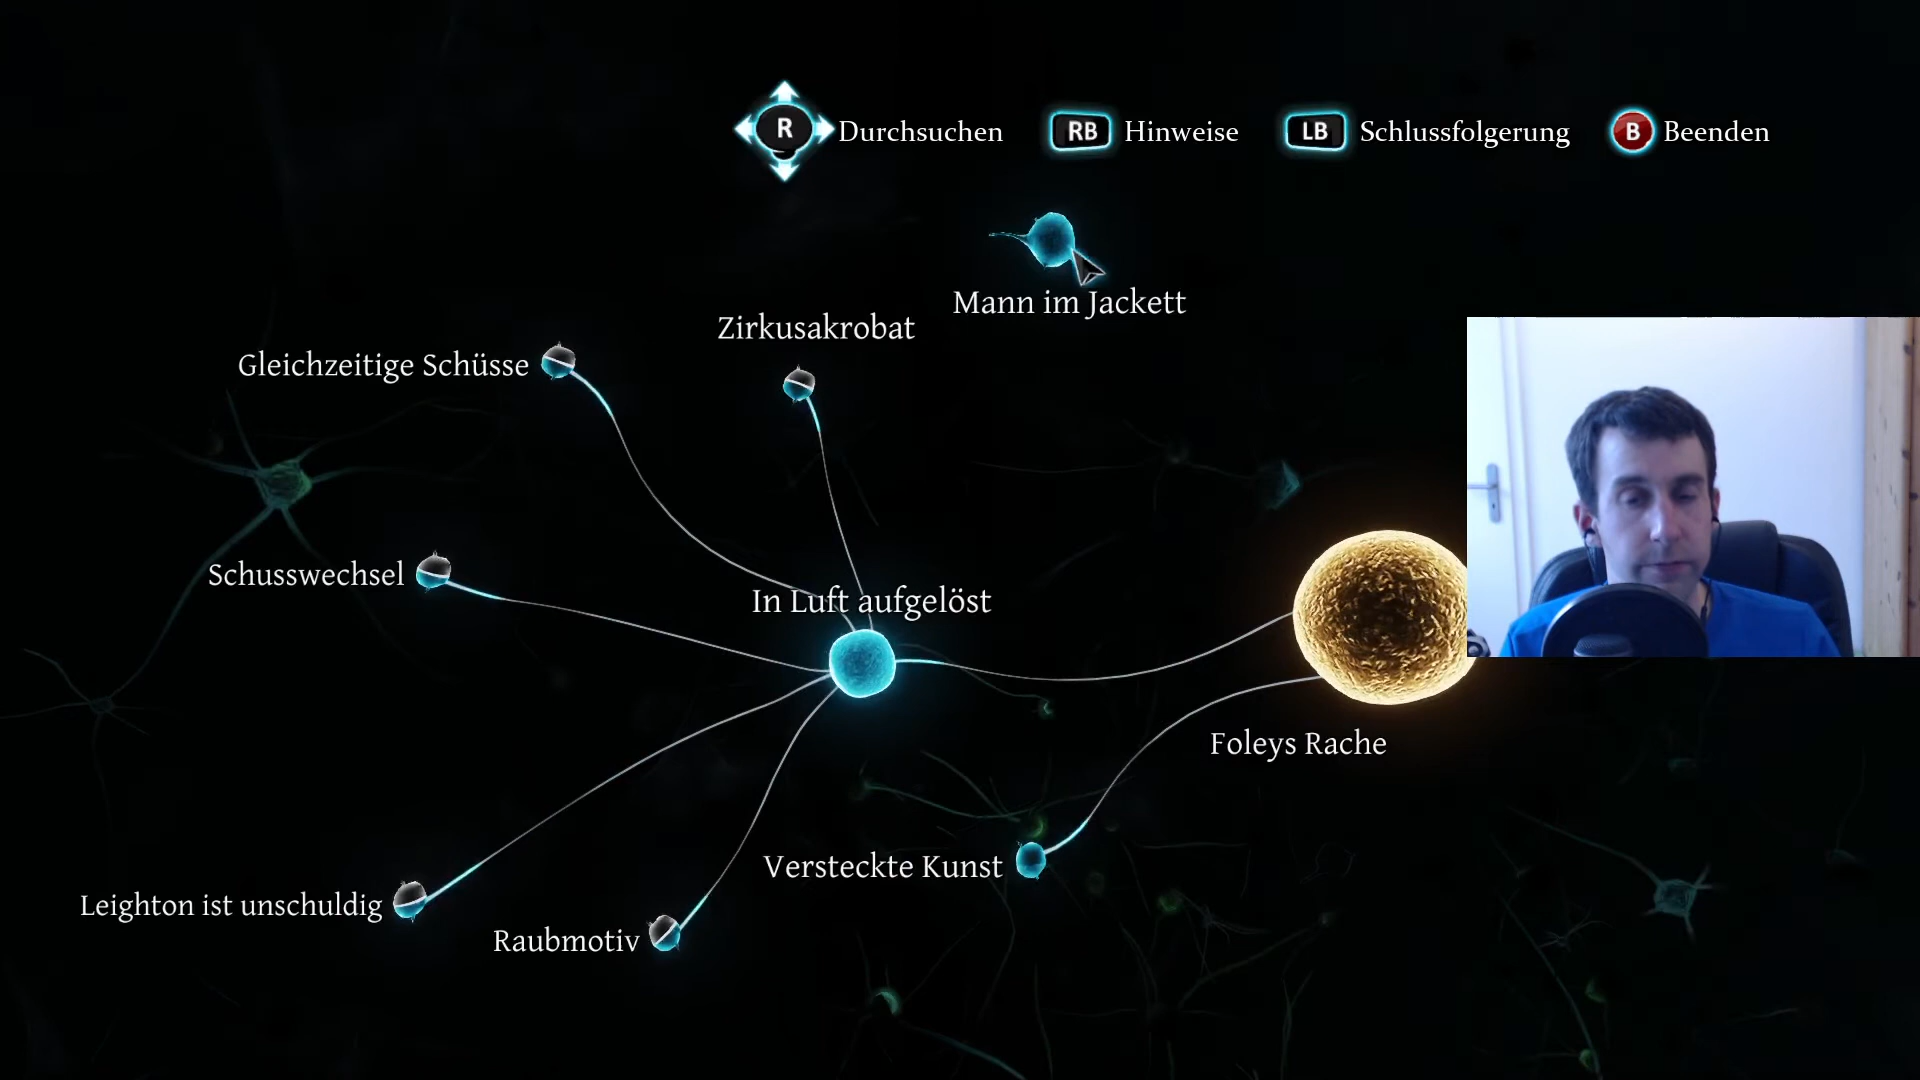 R Durchsuchen RB Hinweise LB Schlussfolgerung B Beenden
Mann im Jackett
Zirkusakrobat
Gleichzeitige Schüsse
Schusswechsel
In Luft aufgelöst
Foleys Rache
Versteckte Kunst
Leighton ist unschuldig
Raubmotiv